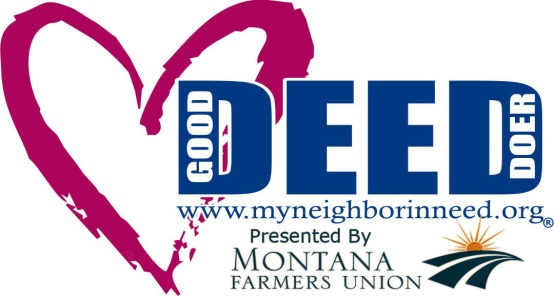 GOOD DEED DOER
www.myneighborinneed.org®
Presented By
MONTANA
FARMERS UNION